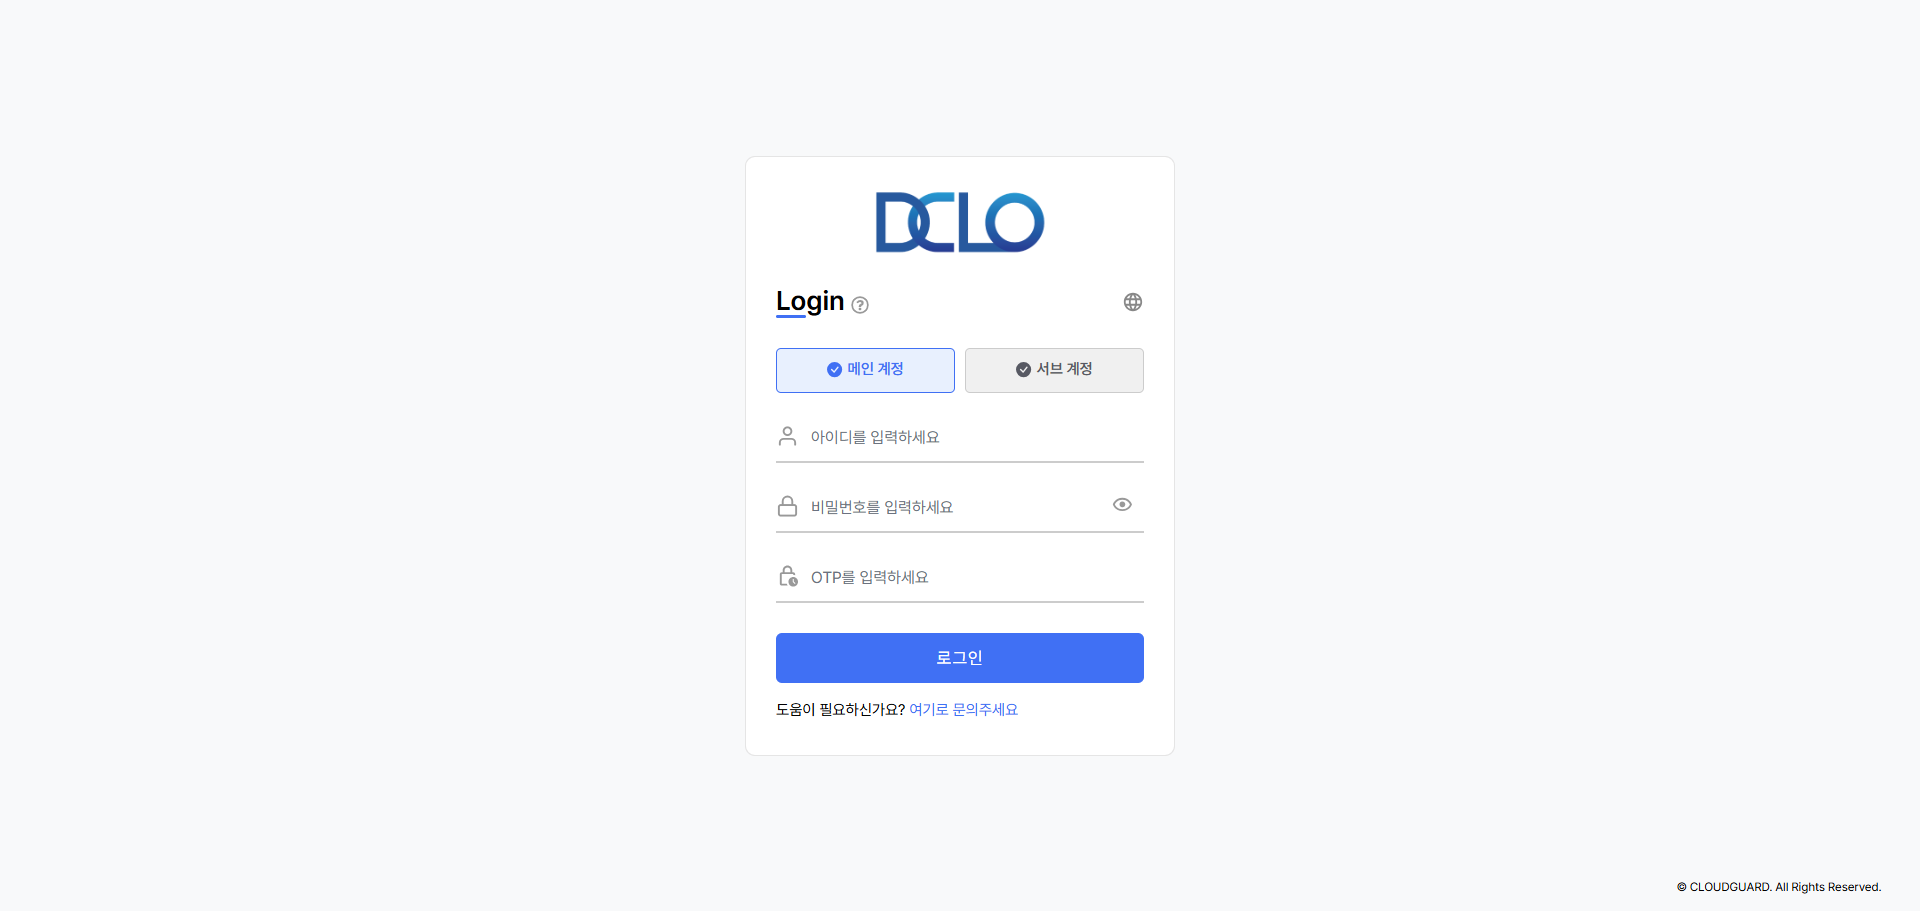 DCLO
Login
메인 계정
서브 계정
아이디를 입력하세요
비밀번호를 입력하세요
OTP를 입력하세요
로그인
도움이 필요하신가요? 여기로 문의주세요
© CLOUDGUARD. All Rights Reserved.